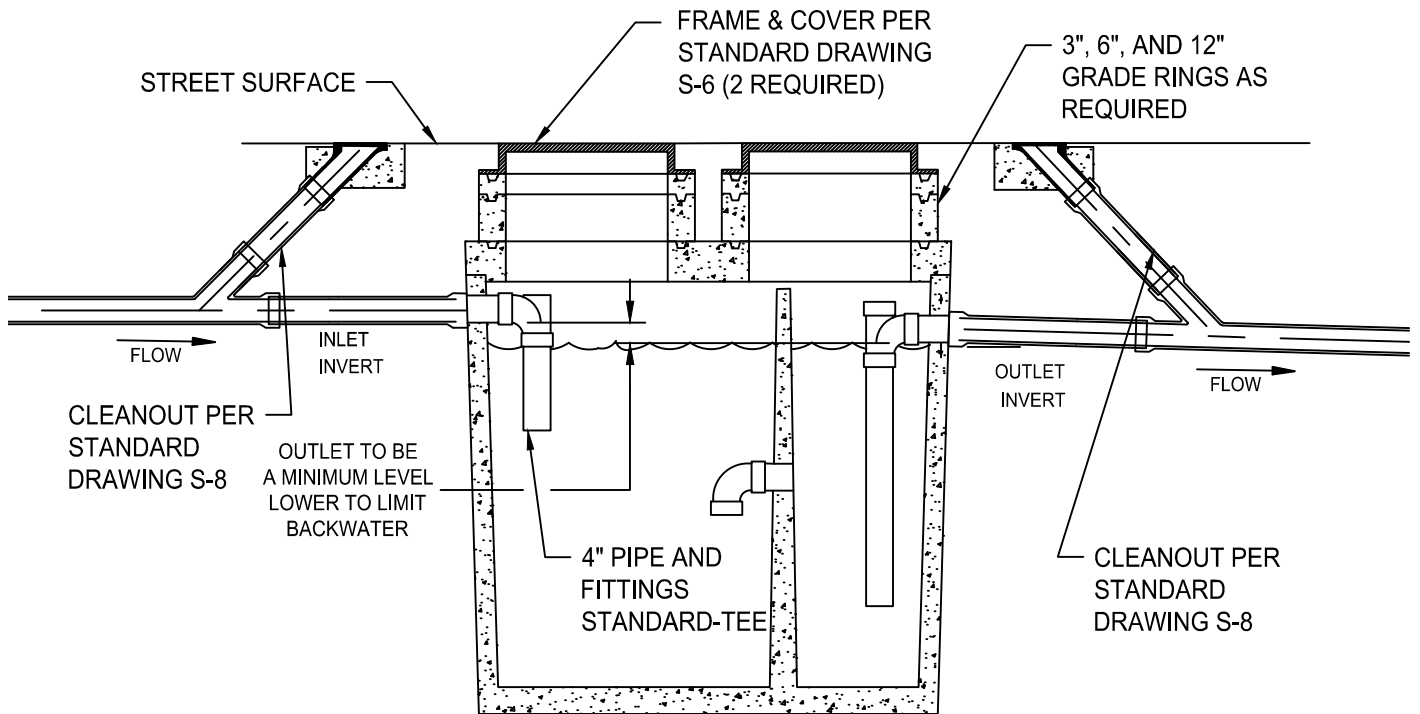 FRAME & COVER PER
STANDARD DRAWING
S-6 (2 REQUIRED)
3", 6", AND 12"
GRADE RINGS AS
REQUIRED
STREET SURFACE
FLOW
INLET
INVERT
OUTLET
INVERT
FLOW
CLEANOUT PER
STANDARD
DRAWING S-8
OUTLET TO BE
A MINIMUM LEVEL
LOWER TO LIMIT
BACKWATER
4" PIPE AND
FITTINGS
STANDARD-TEE
CLEANOUT PER
STANDARD
DRAWING S-8